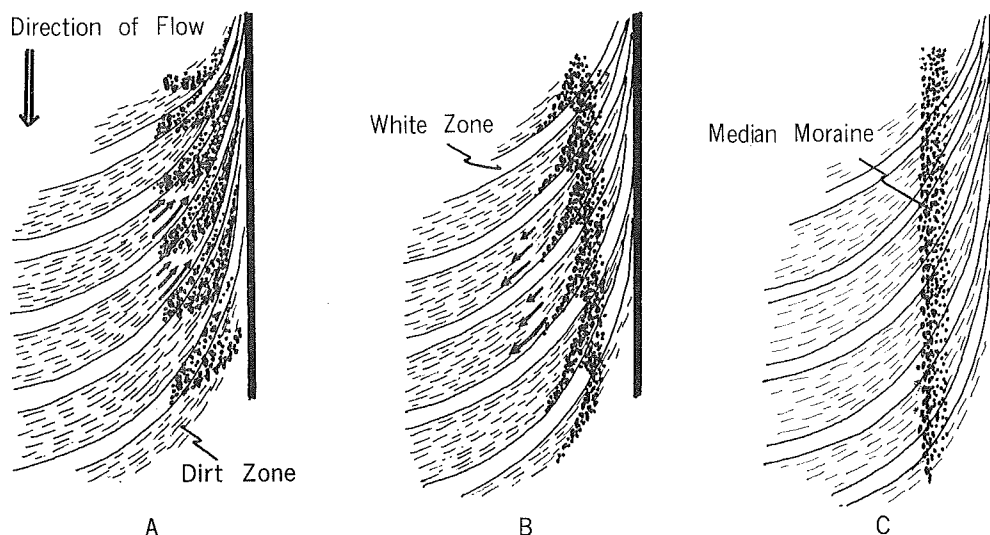 Direction of Flow
White Zone
Median Moraine
Dirt Zone
A
B
C